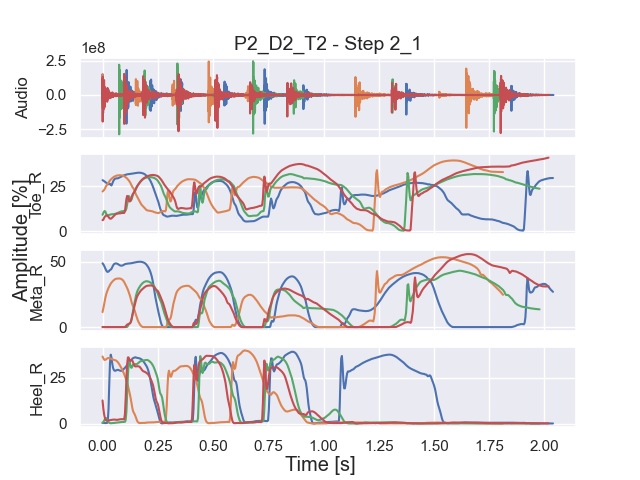 P2_D2_T2 - Step 2_1
1e8
2.5
0.0
−2.5
Audio
25
0
Toe_R
Amplitude [%]
50
0
Meta_R
25
0
Heel_R
0.00 0.25 0.50 0.75 1.00 1.25 1.50 1.75 2.00
Time [s]